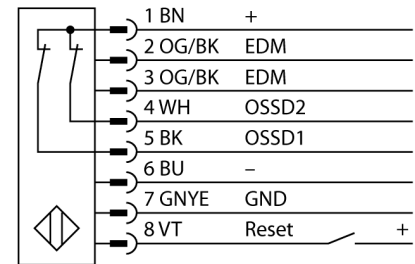 1 BN +
2 OG/BK EDM
3 OG/BK EDM
4 WH OSSD2
5 BK OSSD1
6 BU –
7 GNYE GND
8 VT Reset +